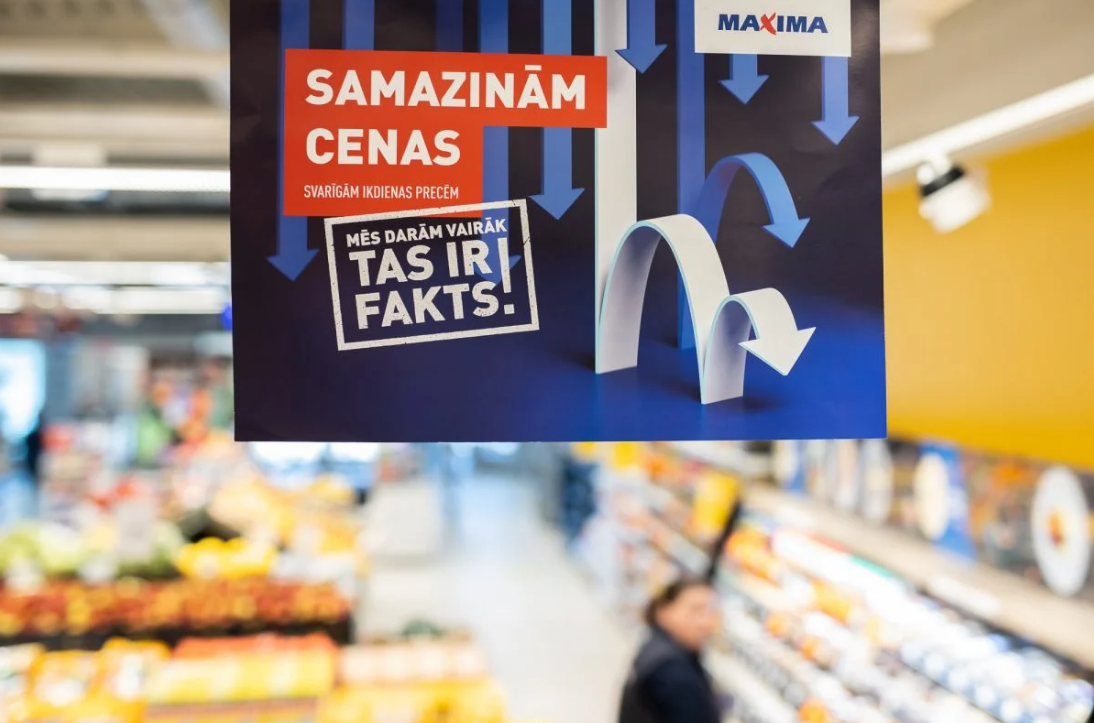 MAXIMA
SAMAZINĀM
CENAS
SVARĪGĀM IKDIENAS PRECĒM
MĒS DARĀM VAIRĀK
TAS IR
FAKTS!